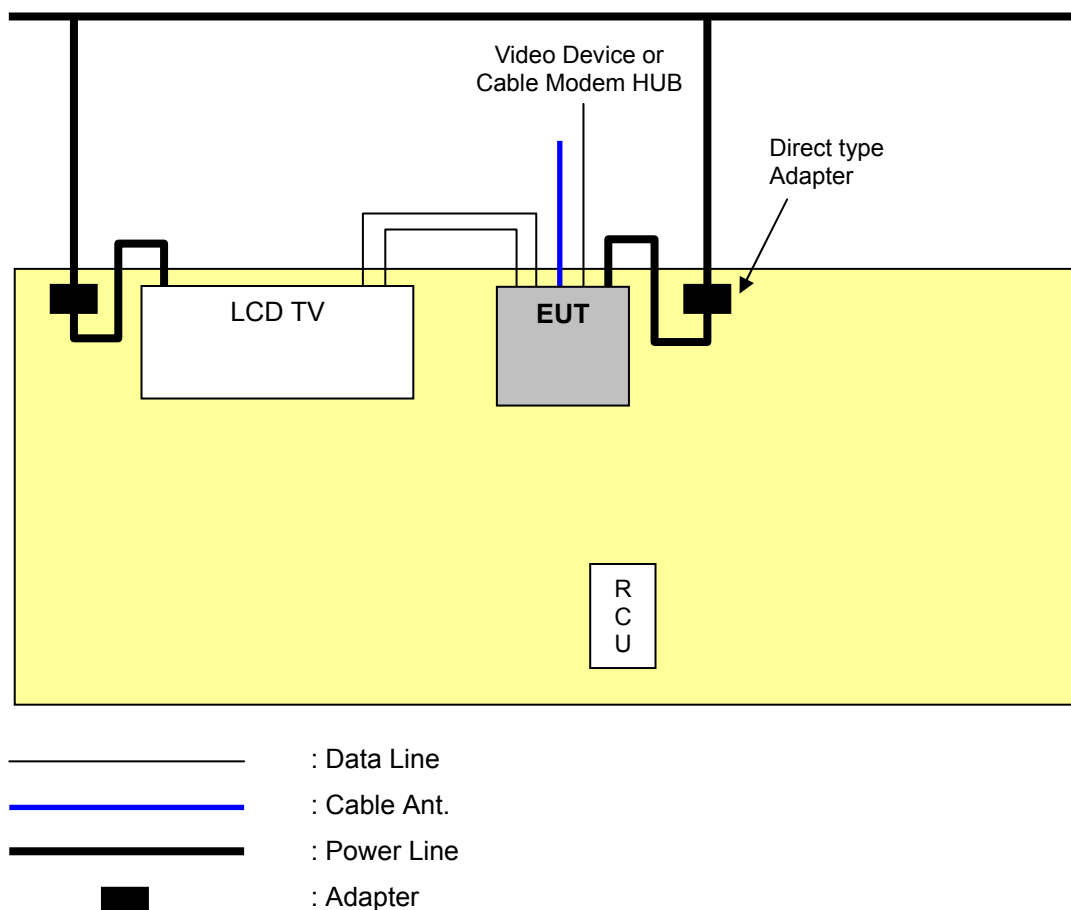 Video Device or
Cable Modem HUB
Direct type
Adapter
LCD TV
EUT
R
C
U
: Data Line
: Cable Ant.
: Power Line
: Adapter